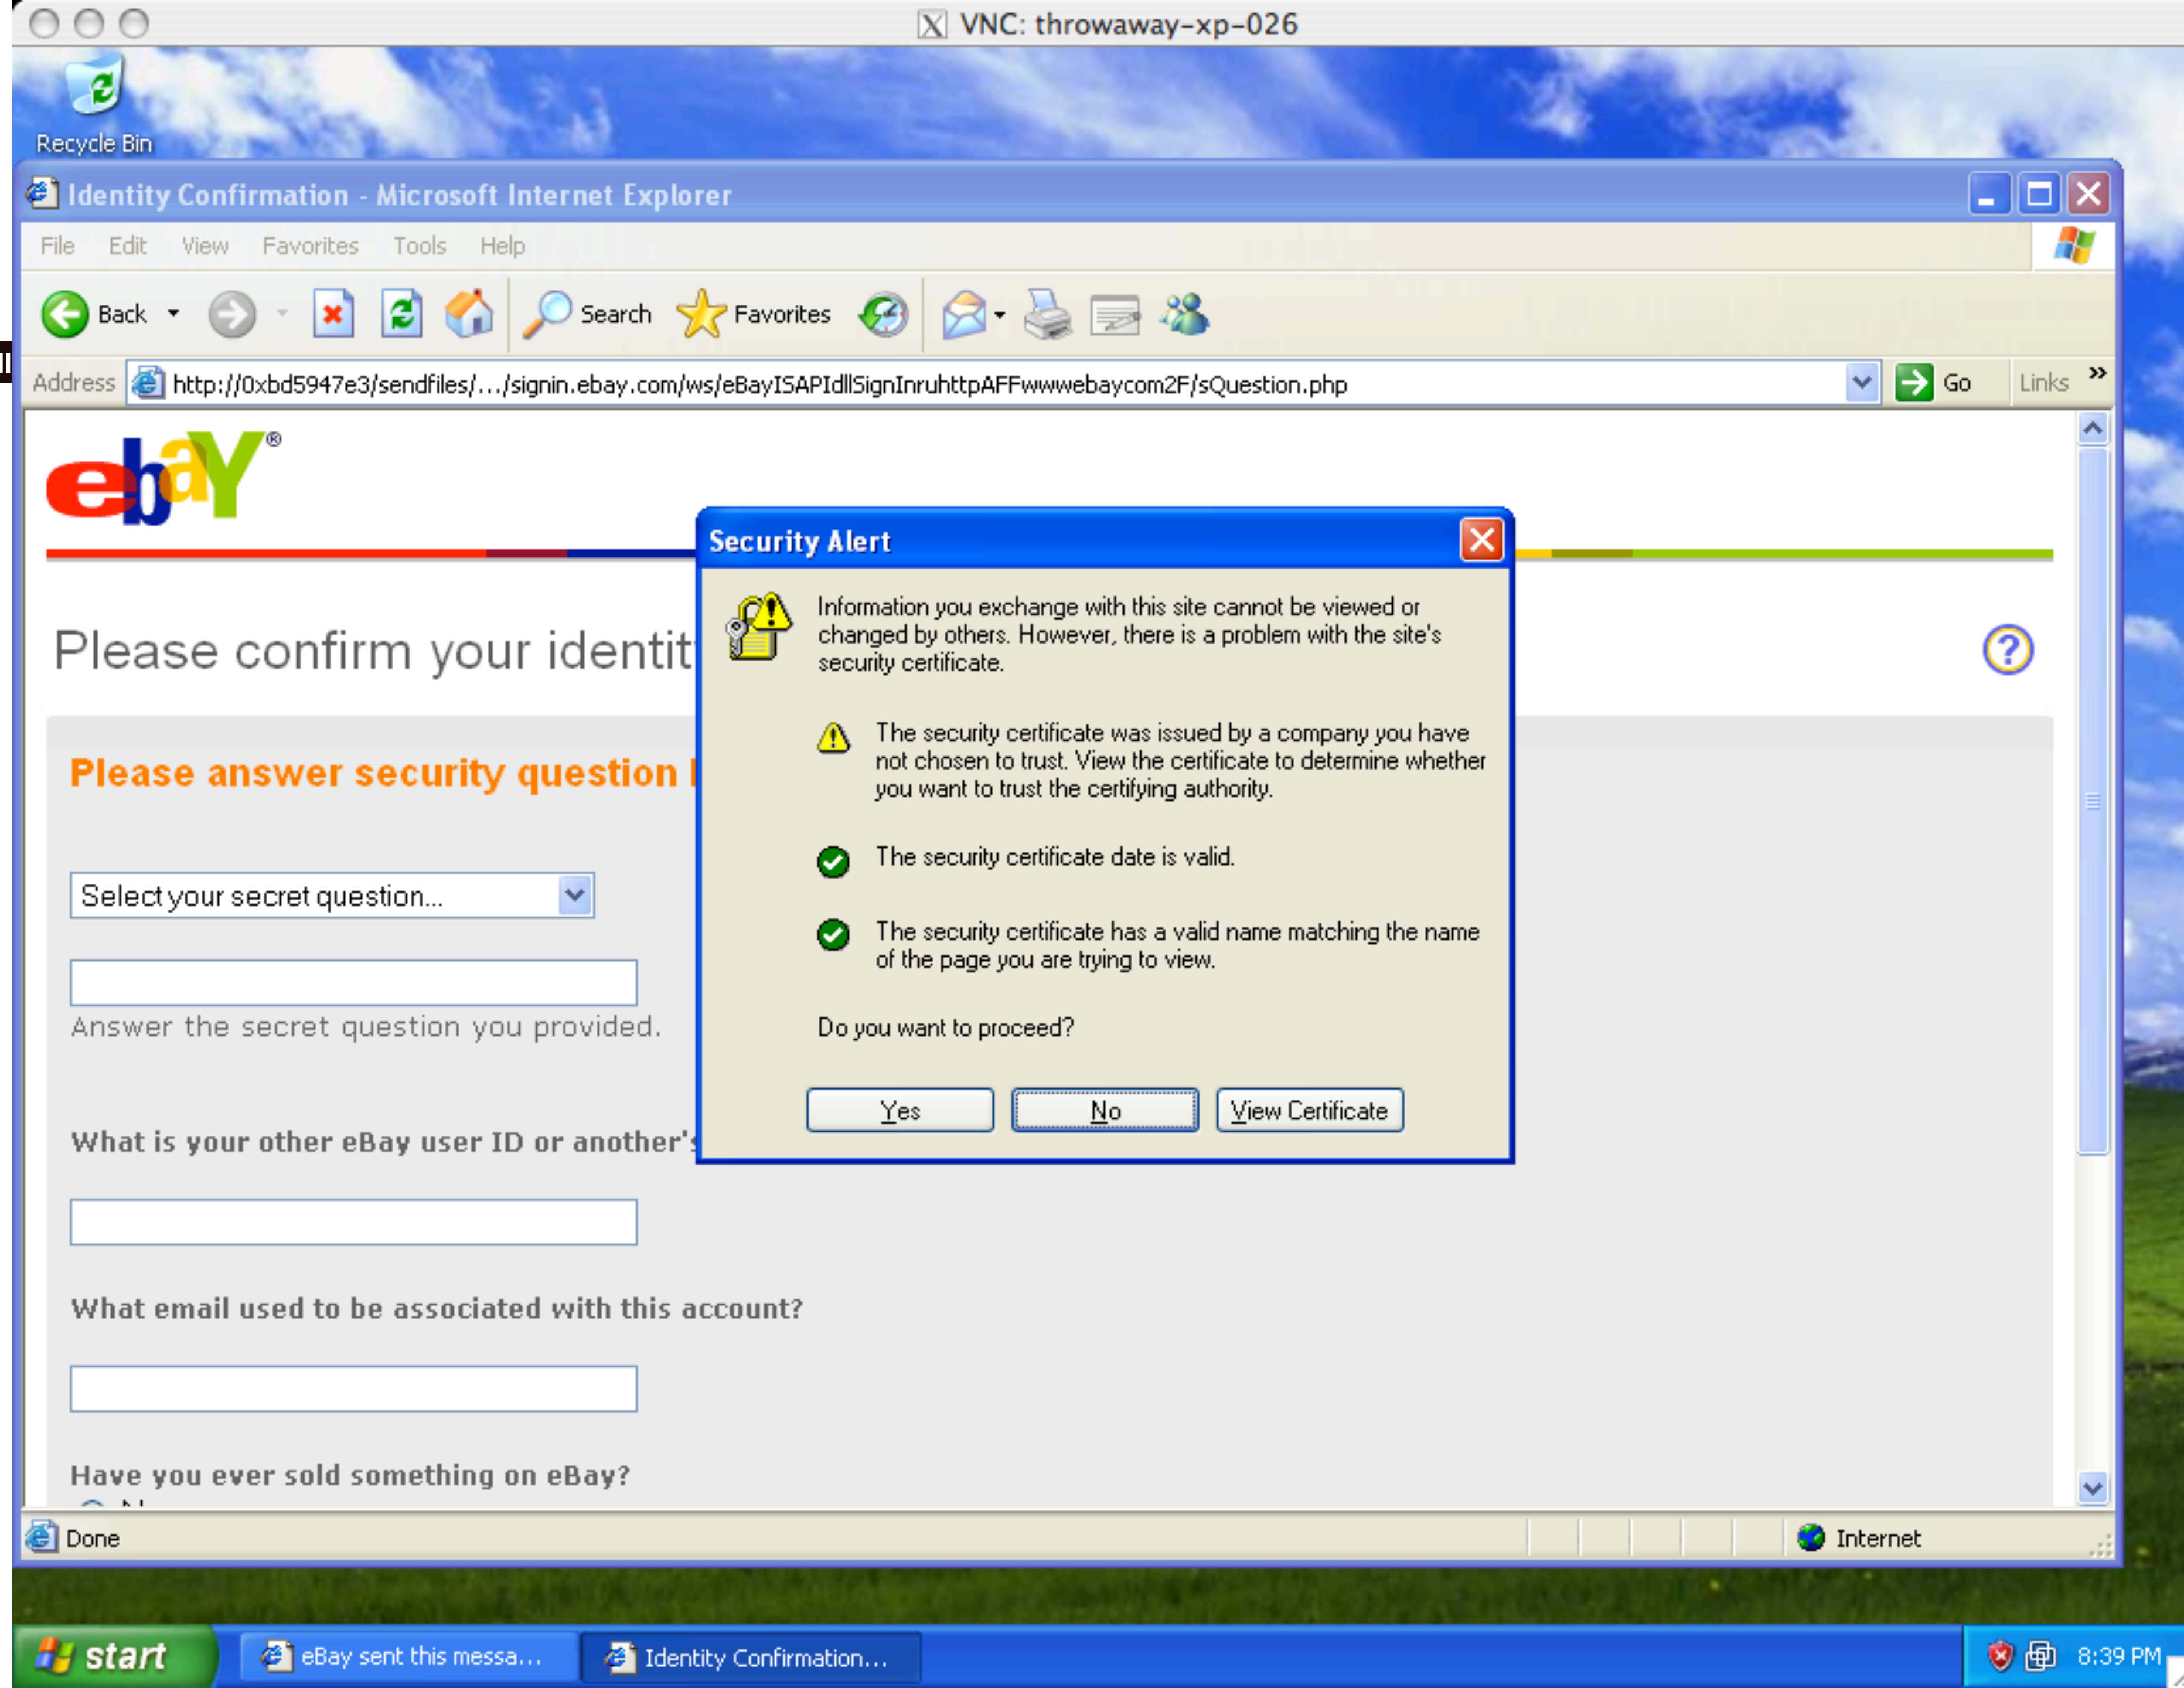 VNC: throwaway-xp-026
Recycle Bin
Identity Confirmation - Microsoft Internet Explorer
File Edit View Favorites Tools Help
Back Search Favorites
Address http://0xbd5947e3/sendfiles/.../signin.ebay.com/ws/eBayISAPIdllSignInruhttpAFFwwwebaycom2F/sQuestion.php Go Links »
ebaY®
Security Alert
Information you exchange with this site cannot be viewed or
changed by others. However, there is a problem with the site's
security certificate.
The security certificate was issued by a company you have
not chosen to trust. View the certificate to determine whether
you want to trust the certifying authority.
The security certificate date is valid.
The security certificate has a valid name matching the name
of the page you are trying to view.
Do you want to proceed?
Yes No View Certificate
Please confirm your identit
?
Please answer security question
Select your secret question...
Answer the secret question you provided.
What is your other eBay user ID or another's
What email used to be associated with this account?
Have you ever sold something on eBay?
Done Internet
start eBay sent this messa... Identity Confirmation... 8:39 PM